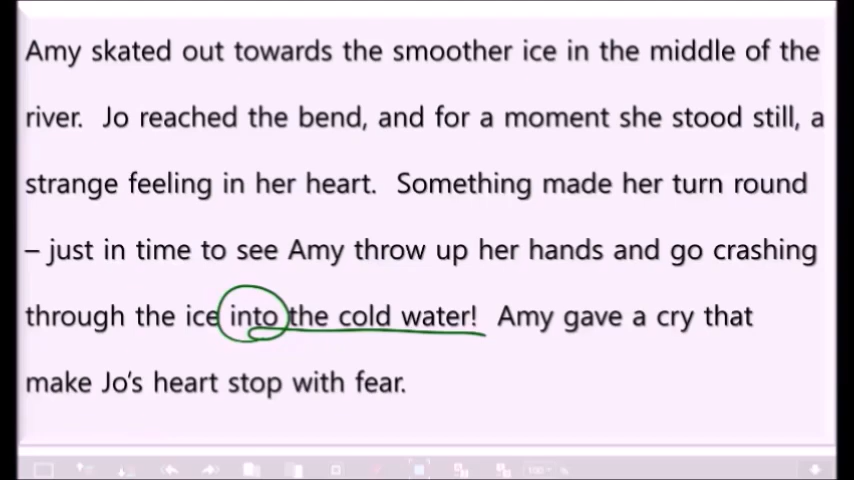 Amy skated out towards the smoother ice in the middle of the
river. Jo reached the bend, and for a moment she stood still, a
strange feeling in her heart. Something made her turn round
– just in time to see Amy throw up her hands and go crashing
through the ice into the cold water! Amy gave a cry that
make Jo's heart stop with fear.
100 %